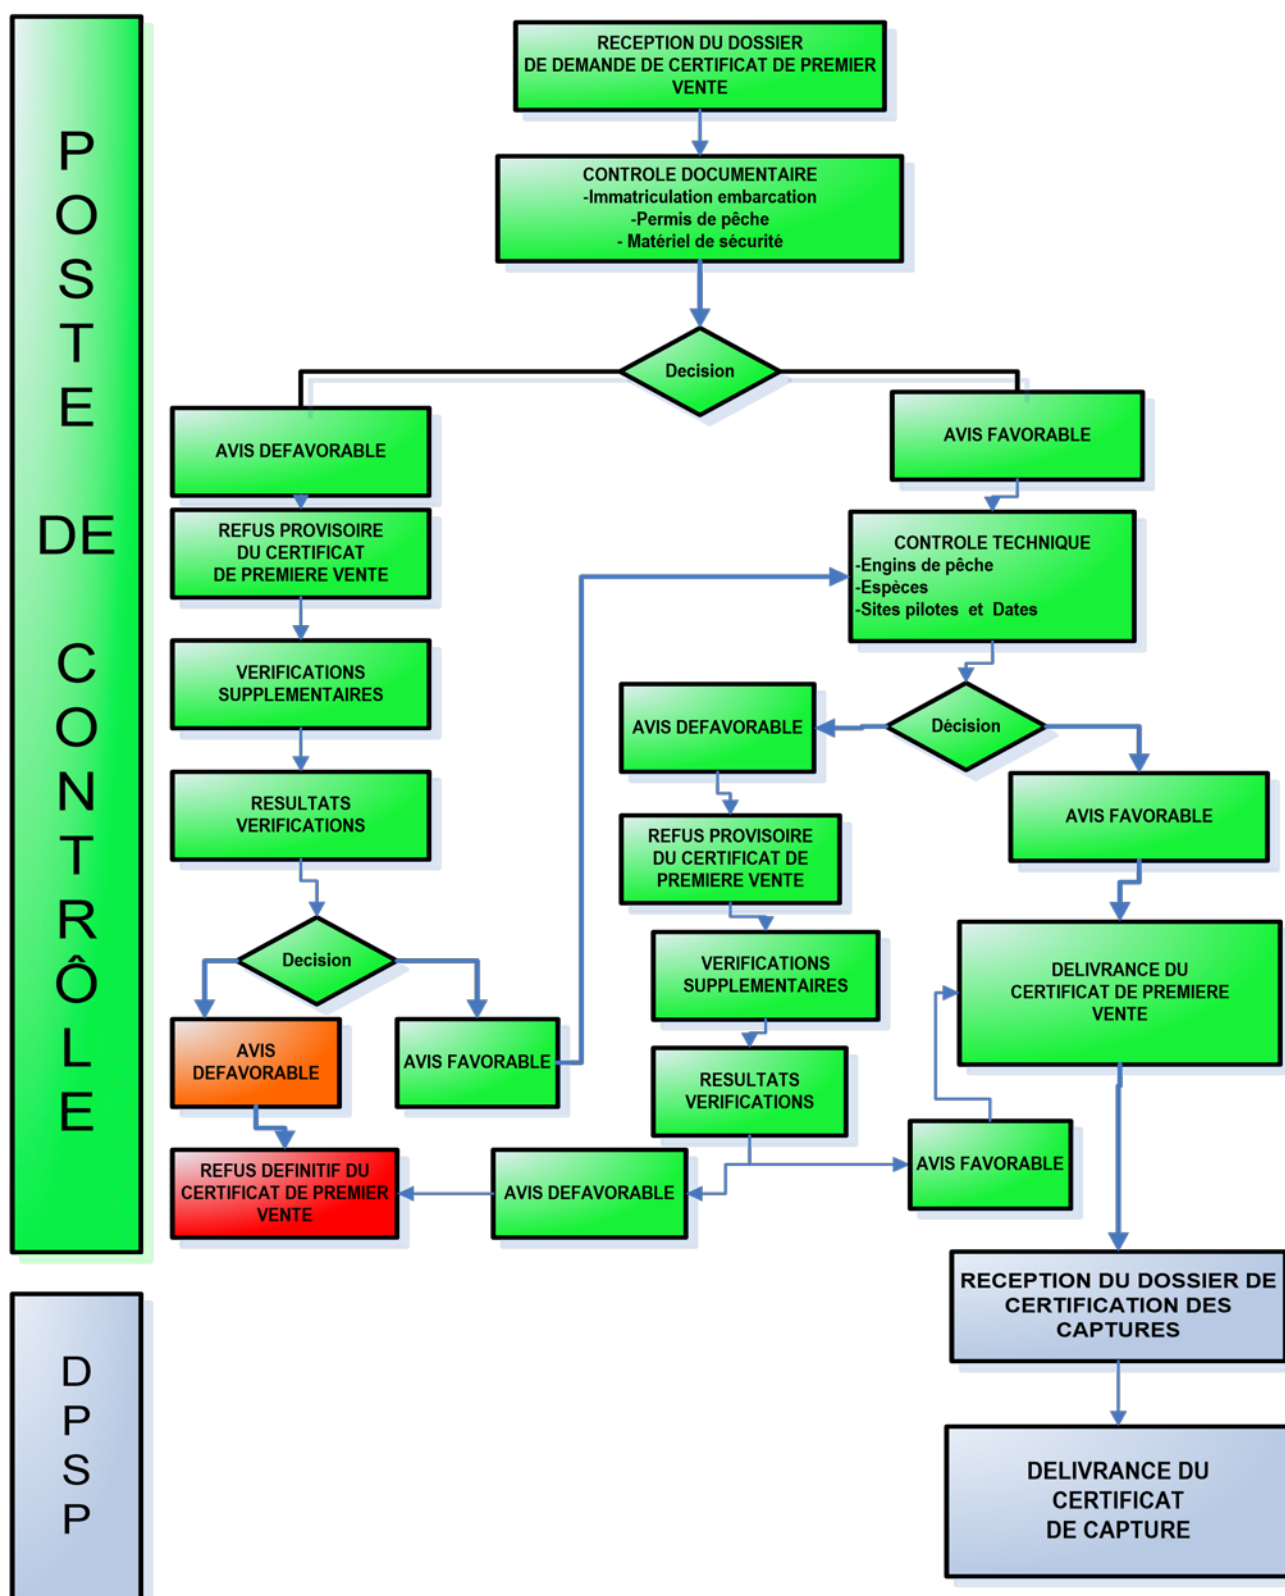 POSTE DE CONTRÔLE
RECEPTION DU DOSSIER
DE DEMANDE DE CERTIFICAT DE PREMIER
VENTE
CONTROLE DOCUMENTAIRE
-Immatriculation embarcation
-Permis de pêche
- Matériel de sécurité
Decision
AVIS DEFAVORABLE
AVIS FAVORABLE
REFUS PROVISOIRE
DU CERTIFICAT
DE PREMIERE VENTE
CONTROLE TECHNIQUE
-Engins de pêche
-Espèces
-Sites pilotes et Dates
VERIFICATIONS
SUPPLEMENTAIRES
AVIS DEFAVORABLE
Décision
RESULTATS
VERIFICATIONS
AVIS FAVORABLE
REFUS PROVISOIRE
DU CERTIFICAT DE
PREMIERE VENTE
Decision
VERIFICATIONS
SUPPLEMENTAIRES
DELIVRANCE DU
CERTIFICAT DE PREMIERE
VENTE
AVIS
DEFAVORABLE
AVIS FAVORABLE
RESULTATS
VERIFICATIONS
REFUS DEFINITIF DU
CERTIFICAT DE PREMIER
VENTE
AVIS DEFAVORABLE
AVIS FAVORABLE
DPSP
RECEPTION DU DOSSIER DE
CERTIFICATION DES
CAPTURES
DELIVRANCE DU
CERTIFICAT
DE CAPTURE